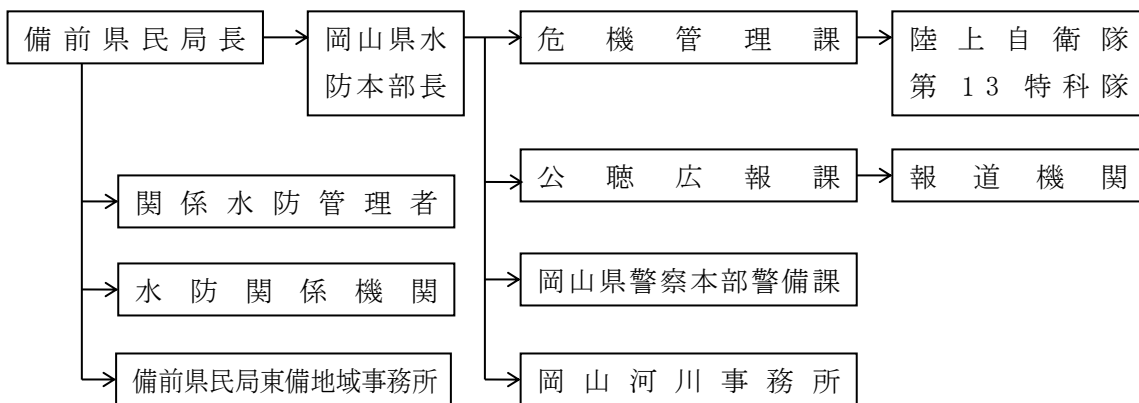 備前県民局長
岡山県水
防本部長
危機管理課
陸上自衛隊
第13特科隊
公聴広報課
報道機関
関係水防管理者
岡山県警察本部警備課
水防関係機関
備前県民局東備地域事務所
岡山河川事務所